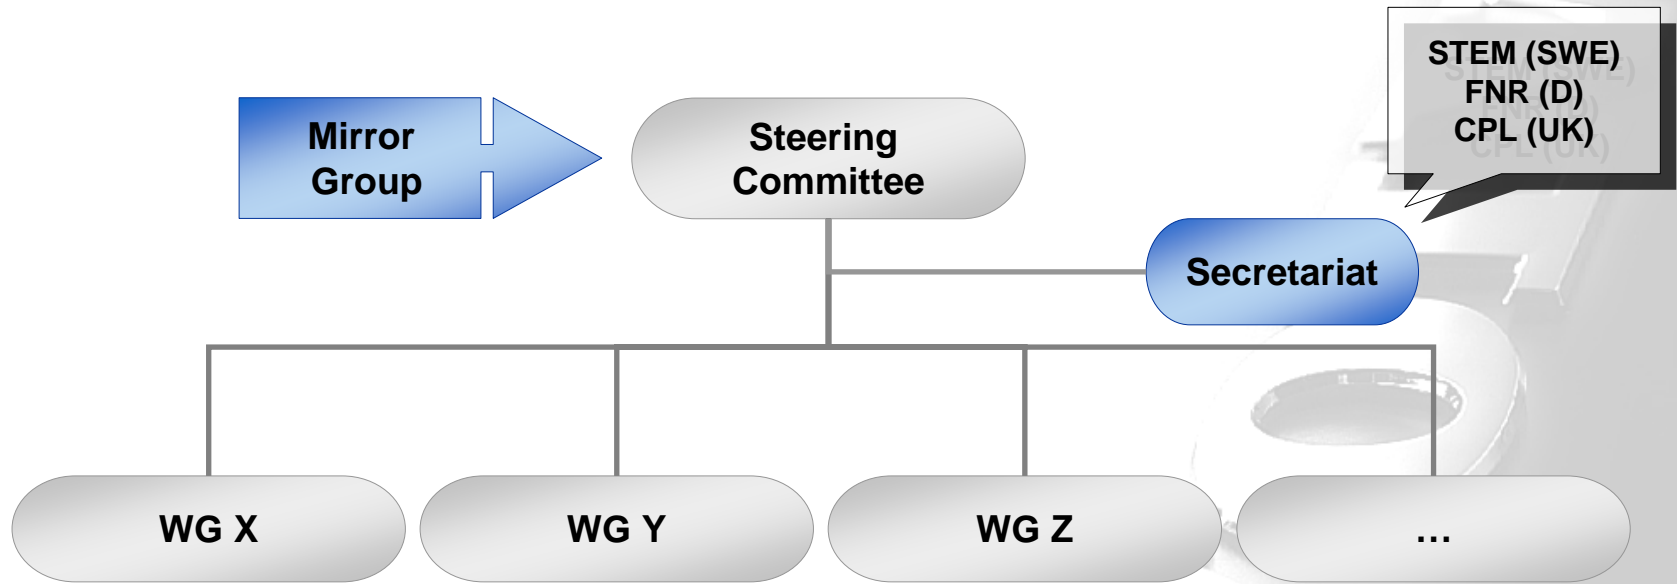 STEM (SWE)
FNR (D)
CPL (UK)
Mirror
Group
Steering
Committee
Secretariat
WG X
WG Y
WG Z
...